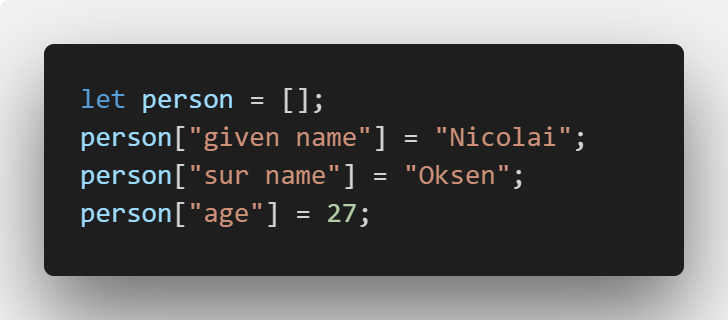 let person = [];
person["given name"] = "Nicolai";
person["sur name"] = "Oksen";
person["age"] = 27;